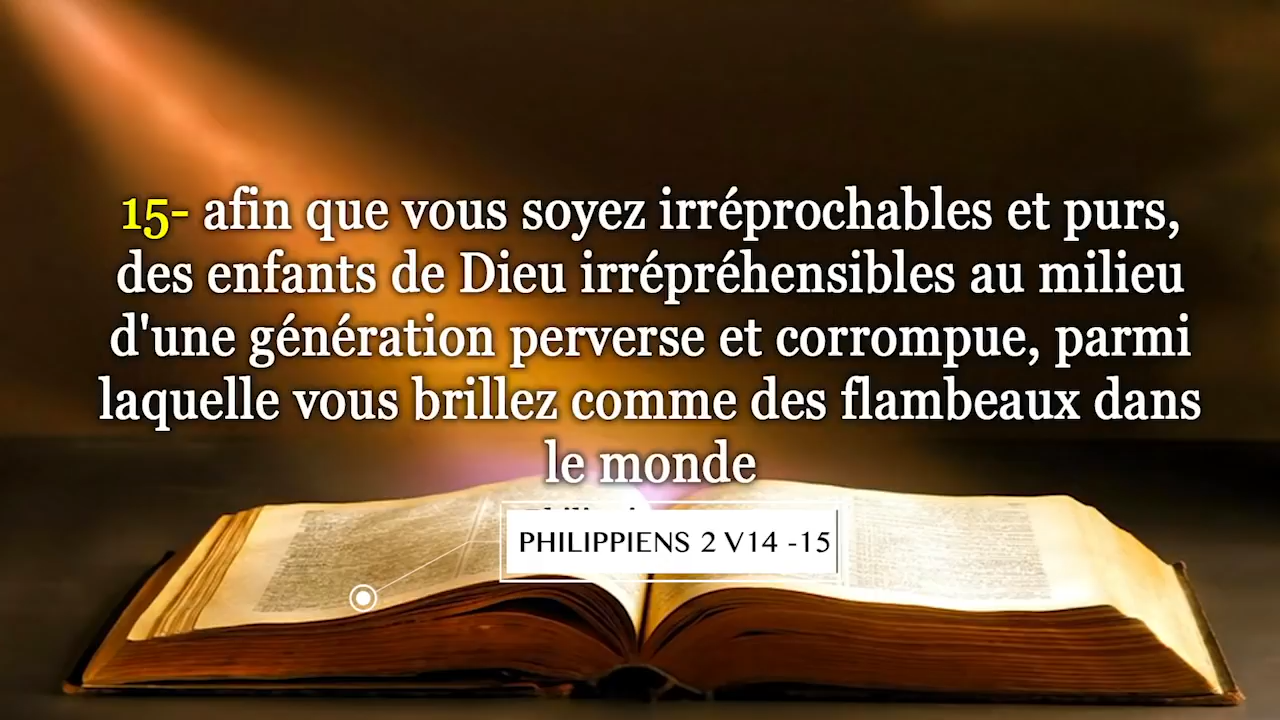 15- afin que vous soyez irréprochables et purs,
des enfants de Dieu irrépréhensibles au milieu
d'une génération perverse et corrompue, parmi
laquelle vous brillez comme des flambeaux dans
le monde
PHILIPPIENS 2 V14 -15